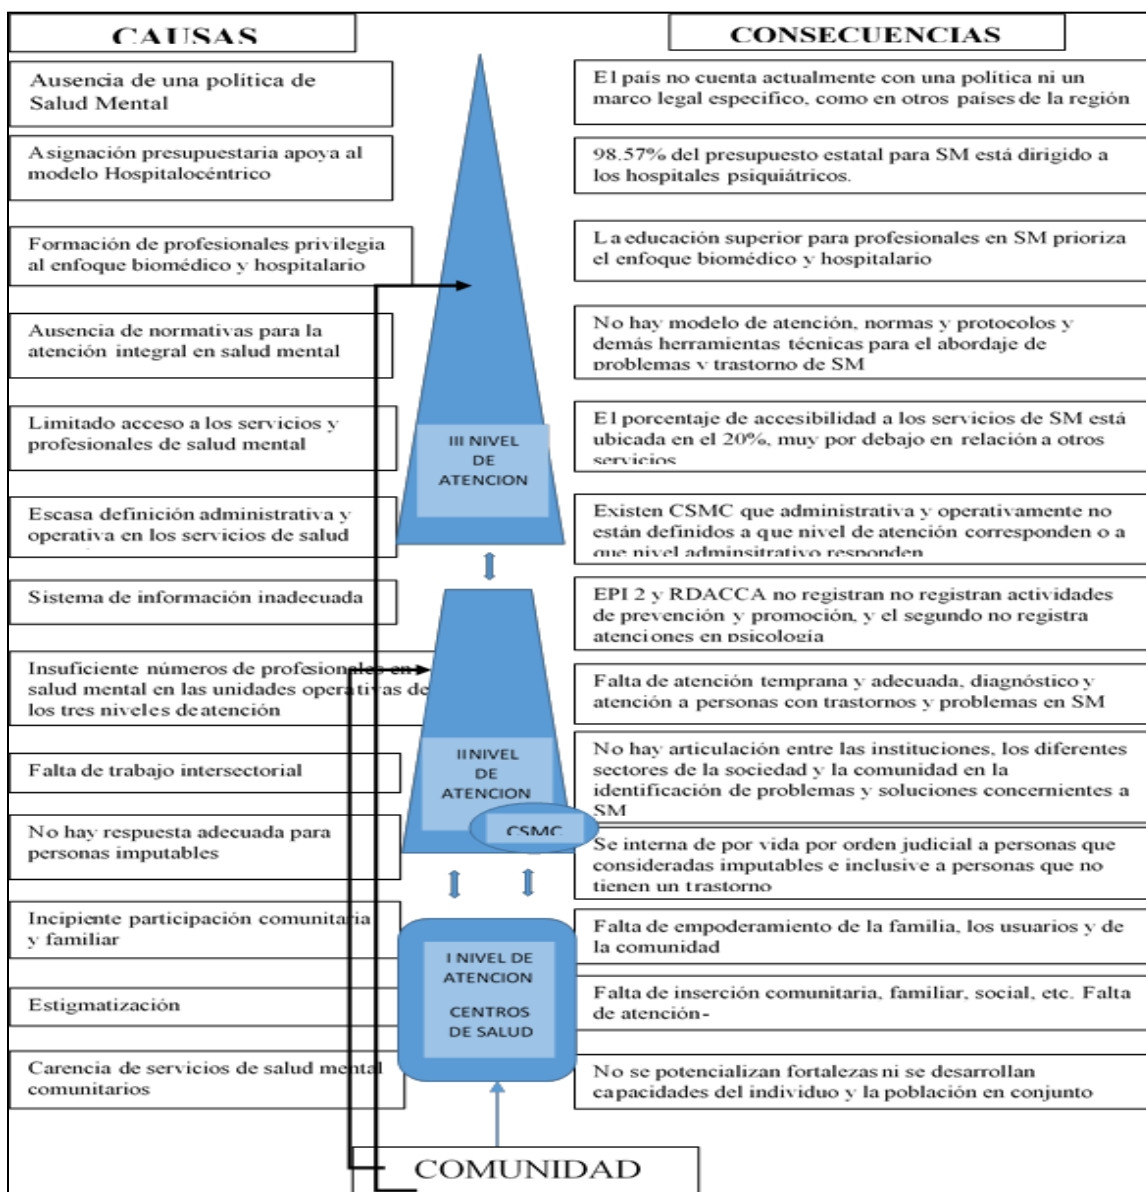 CAUSAS
Ausencia de una política de
Salud Mental
Asignación presupuestaria apoya al
modelo Hospitalocéntrico
Formación de profesionales privilegia
al enfoque biomédico y hospitalario
Ausencia de normativas para la
atención integral en salud mental
Limitado acceso a los servicios y
profesionales de salud mental
Escasa definición administrativa y
operativa en los servicios de salud
Sistema de información inadecuada
Insuficiente números de profesionales en
salud mental en las unidades operativas de
los tres niveles de atención
Falta de trabajo intersectorial
No hay respuesta adecuada para
personas imputables
Incipiente participación comunitaria
y familiar
Estigmatización
Carencia de servicios de salud mental
comunitarios
III NIVEL
DE
ATENCION
II NIVEL
DE
ATENCION
CSMC
I NIVEL DE
ATENCION
CENTROS
DE SALUD
COMUNIDAD
CONSECUENCIAS
El país no cuenta actualmente con una política ni un
marco legal especifico, como en otros países de la región
98.57% del presupuesto estatal para SM está dirigido a
los hospitales psiquiátricos.
La educación superior para profesionales en SM prioriza
el enfoque biomédico y hospitalario
No hay modelo de atención, normas y protocolos y
demás herramientas técnicas para el abordaje de
problemas y trastorno de SM
El porcentaje de accesibilidad a los servicios de SM está
ubicada en el 20%, muy por debajo en relación a otros
servicios
Existen CSMC que administrativa y operativamente no
están definidos a que nivel de atención corresponden o a
que nivel adminsitrativo responden
EPI 2 y RDACCA no registran no registran actividades
de prevención y promoción, y el segundo no registra
atenciones en psicología
Falta de atención temprana y adecuada, diagnóstico y
atención a personas con trastornos y problemas en SM
No hay articulación entre las instituciones, los diferentes
sectores de la sociedad y la comunidad en la
identificación de problemas y soluciones concernientes a
SM
Se interna de por vida por orden judicial a personas que
consideradas imputables e inclusive a personas que no
tienen un trastorno
Falta de empoderamiento de la familia, los usuarios y de
la comunidad
Falta de inserción comunitaria, familiar, social, etc. Falta
de atención-
No se potencializan fortalezas ni se desarrollan
capacidades del individuo y la población en conjunto